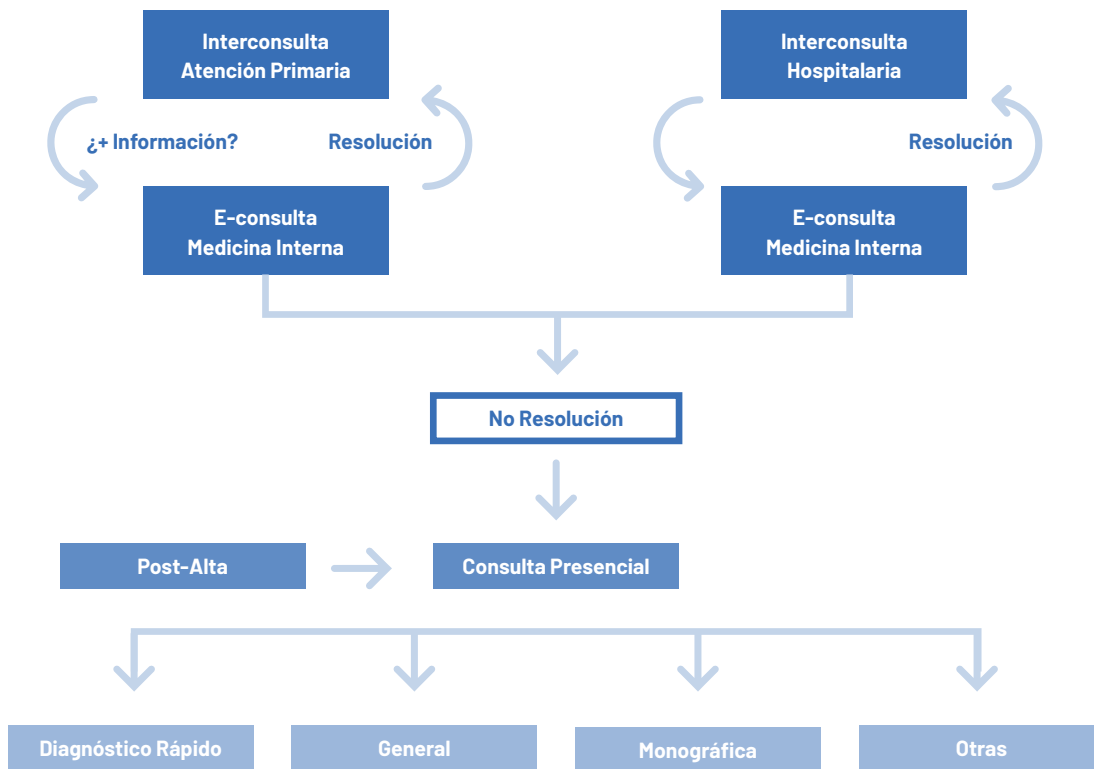 Interconsulta
Atención Primaria
Interconsulta
Hospitalaria
¿+ Información?
Resolución
Resolución
E-consulta
Medicina Interna
E-consulta
Medicina Interna
No Resolución
Post-Alta
Consulta Presencial
Diagnóstico Rápido
General
Monográfica
Otras